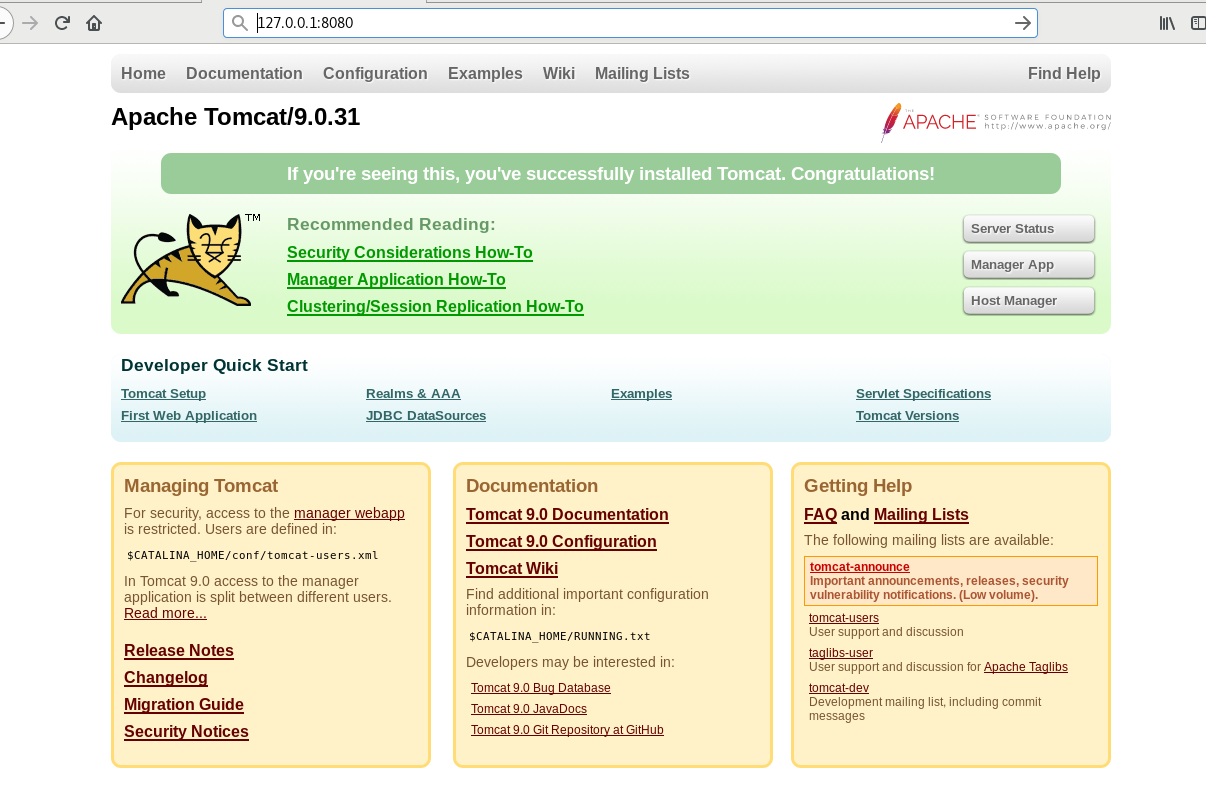 127.0.0.1:8080
Home Documentation Configuration Examples Wiki Mailing Lists Find Help
Apache Tomcat/9.0.31
THE
APACHE® SOFTWARE FOUNDATION
http://www.apache.org/
If you're seeing this, you've successfully installed Tomcat. Congratulations!
TM
Recommended Reading:
Security Considerations How-To
Manager Application How-To
Clustering/Session Replication How-To
Server Status
Manager App
Host Manager
Developer Quick Start
Tomcat Setup
First Web Application
Realms & AAA
JDBC DataSources
Examples
Servlet Specifications
Tomcat Versions
Managing Tomcat
For security, access to the manager webapp
is restricted. Users are defined in:
$CATALINA_HOME/conf/tomcat-users.xml
In Tomcat 9.0 access to the manager
application is split between different users.
Read more...
Release Notes
Changelog
Migration Guide
Security Notices
Documentation
Tomcat 9.0 Documentation
Tomcat 9.0 Configuration
Tomcat Wiki
Find additional important configuration
information in:
$CATALINA_HOME/RUNNING.txt
Developers may be interested in:
Tomcat 9.0 Bug Database
Tomcat 9.0 JavaDocs
Tomcat 9.0 Git Repository at GitHub
Getting Help
FAQ and Mailing Lists
The following mailing lists are available:
tomcat-announce
Important announcements, releases, security
vulnerability notifications. (Low volume).
tomcat-users
User support and discussion
taglibs-user
User support and discussion for Apache Taglibs
tomcat-dev
Development mailing list, including commit
messages